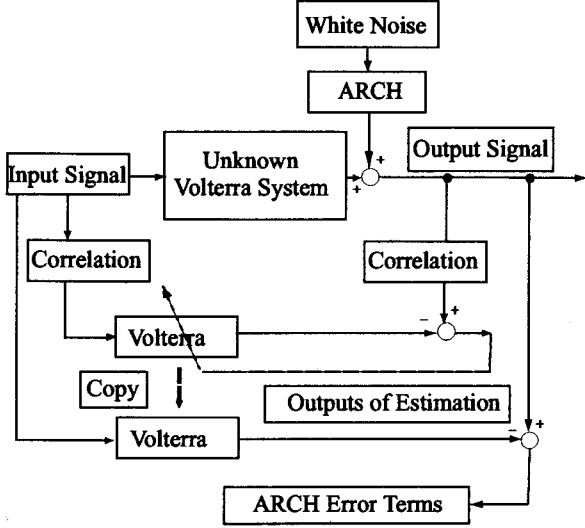 White Noise
ARCH
+
Unknown
Volterra System
+
Output Signal
Input Signal
Correlation
Correlation
+
−
Volterra
Copy
Outputs of Estimation
+
−
Volterra
ARCH Error Terms